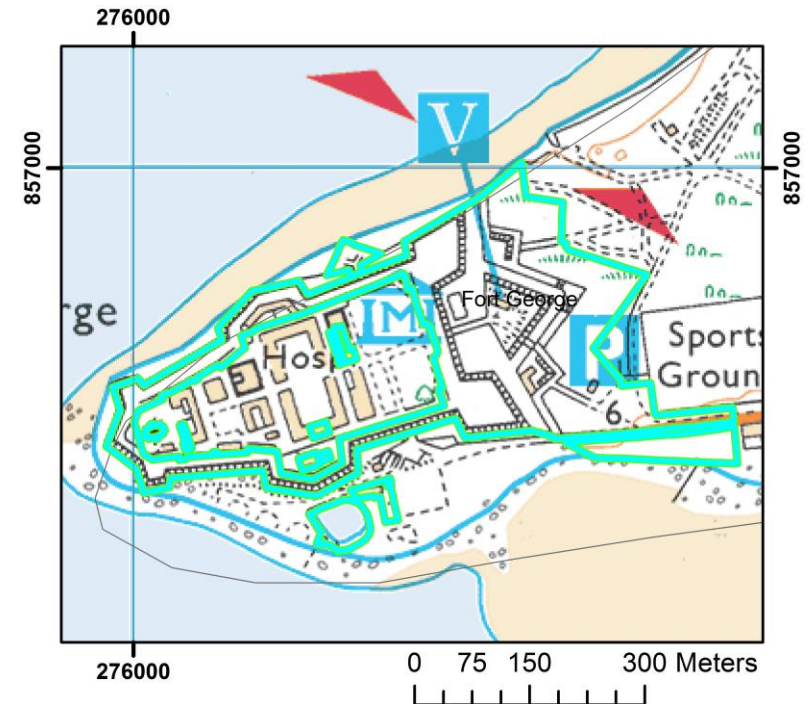 276000
857000
857000
V
Fort George
rge
M
Hosp
P
Sports
Groun
6
276000
0 75 150 300 Meters